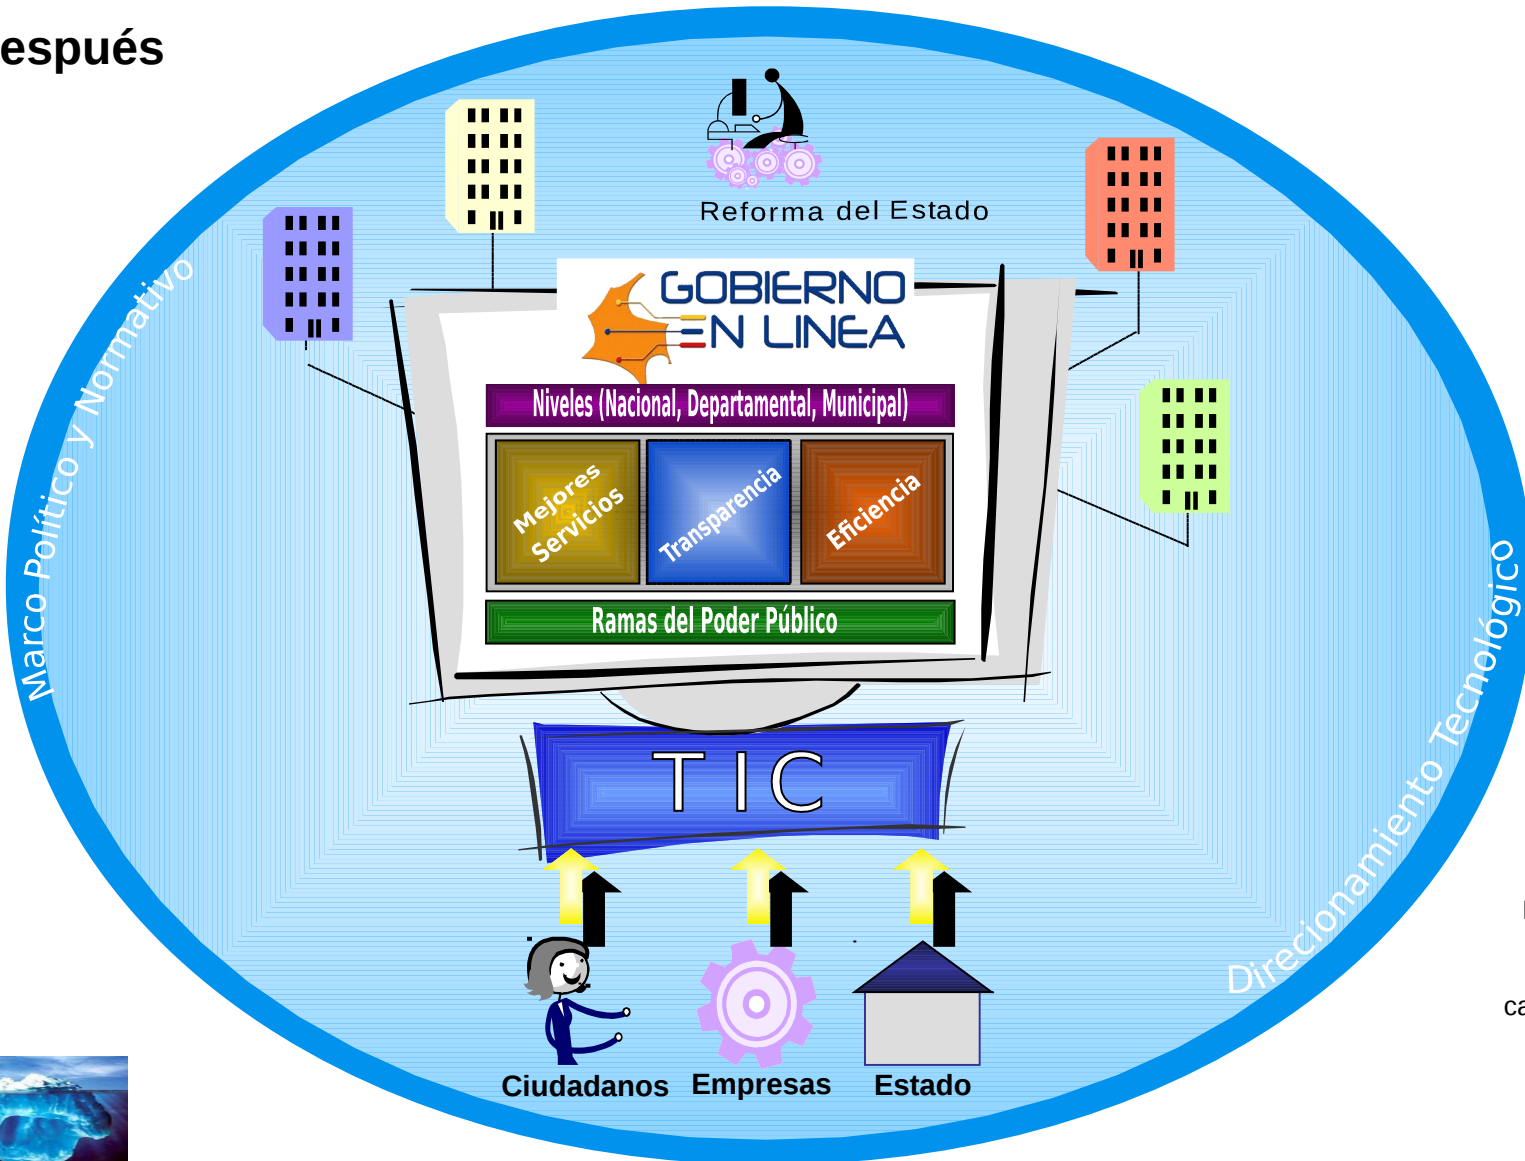 espués
Reforma del Estado
Marco Político y Normativo
GOBIERNO
EN LINEA
Niveles (Nacional, Departamental, Municipal)
Mejores
Servicios
Transparencia
Eficiencia
Ramas del Poder Público
TIC
Direcionamiento Tecnológico
ca
Ciudadanos
Empresas
Estado